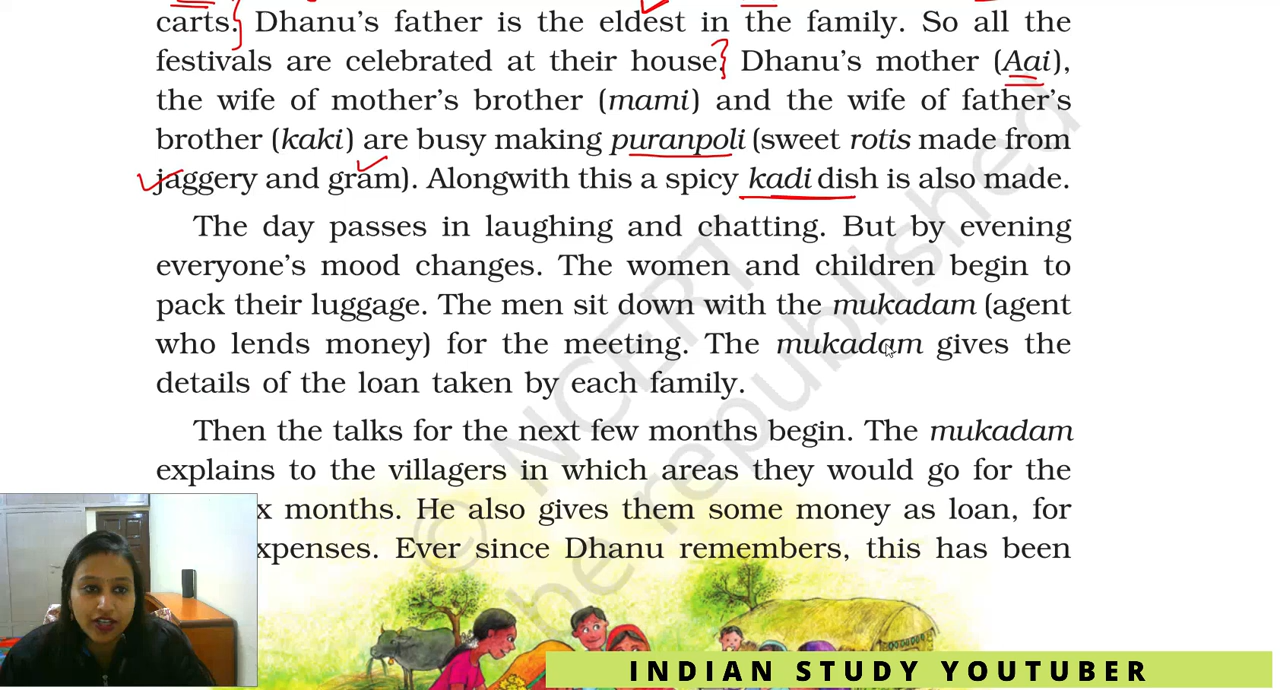 carts. Dhanu's father is the eldest in the family. So all the
festivals are celebrated at their house. Dhanu's mother (Aai),
the wife of mother's brother (mami) and the wife of father's
brother (kaki) are busy making puranpoli (sweet rotis made from
jaggery and gram). Alongwith this a spicy kadi dish is also made.
The day passes in laughing and chatting. But by evening
everyone's mood changes. The women and children begin to
pack their luggage. The men sit down with the mukadam (agent
who lends money) for the meeting. The mukadam gives the
details of the loan taken by each family.
Then the talks for the next few months begin. The mukadam
explains to the villagers in which areas they would go for the
x months. He also gives them some money as loan, for
xpenses. Ever since Dhanu remembers, this has been
© NCERT
be republished
INDIAN STUDY YOUTUBER